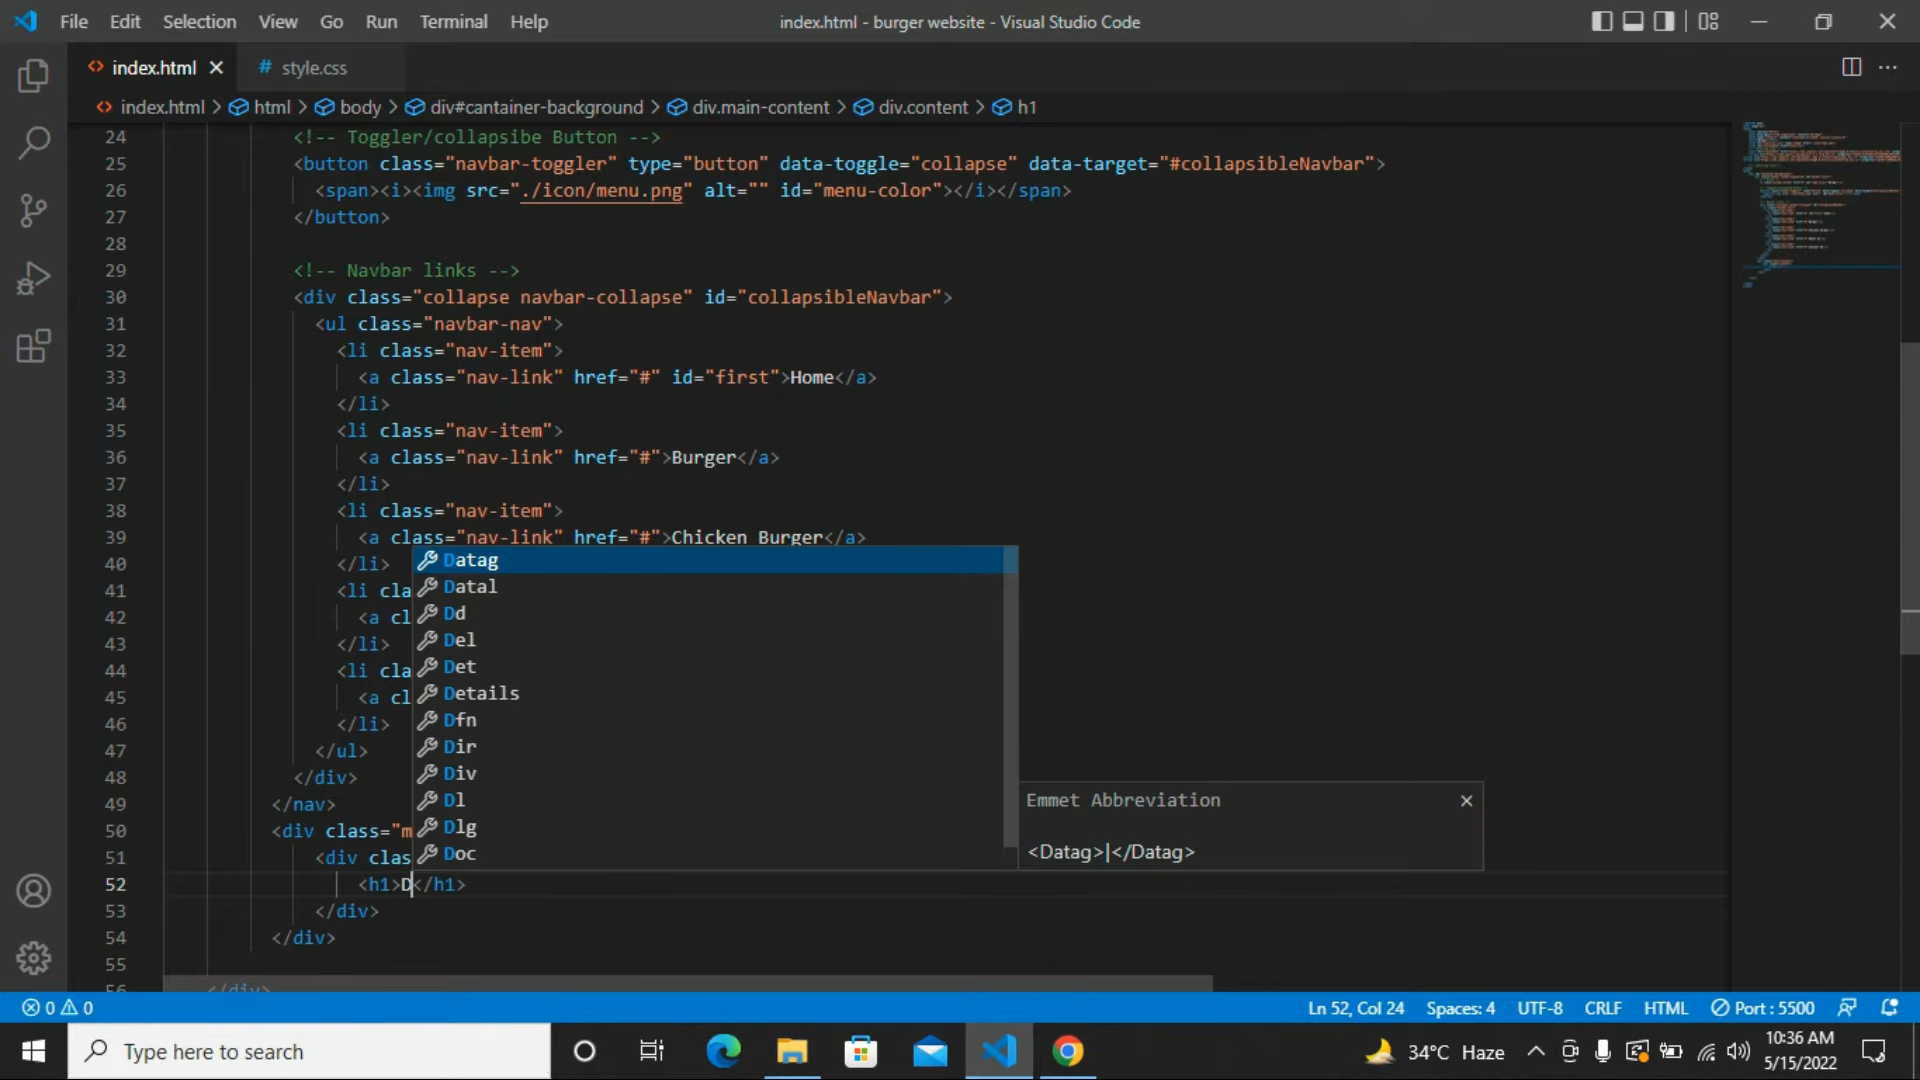 File Edit Selection View Go Run Terminal Help
index.html - burger website - Visual Studio Code
index.html
# style.css
index.html > html > body > div#cantainer-background > div.main-content > div.content > h1
24 <!-- Toggler/collapsibe Button -->
25 <button class="navbar-toggler" type="button" data-toggle="collapse" data-target="#collapsibleNavbar">
26 <span><i><img src="./icon/menu.png" alt="" id="menu-color"></i></span>
27 </button>
28
29 <!-- Navbar links -->
30 <div class="collapse navbar-collapse" id="collapsibleNavbar">
31 <ul class="navbar-nav">
32 <li class="nav-item">
33 <a class="nav-link" href="#" id="first">Home</a>
34 </li>
35 <li class="nav-item">
36 <a class="nav-link" href="#">Burger</a>
37 </li>
38 <li class="nav-item">
39 <a class="nav-link" href="#">Chicken Burger</a>
40 </li>
41 <li cla
42 <a cl
43 </li>
44 <li cla
45 <a cl
46 </li>
47 </ul>
48 </div>
49 </nav>
50 <div class="m
51 <div clas
52 <h1>D</h1>
53 </div>
54 </div>
55
56 </div>
Datag
Datal
Dd
Del
Det
Details
Dfn
Dir
Div
Dl
Dlg
Doc
Emmet Abbreviation
<Datag>|</Datag>
0 0
Ln 52, Col 24 Spaces: 4 UTF-8 CRLF HTML Port : 5500
Type here to search
34°C Haze
10:36 AM
5/15/2022